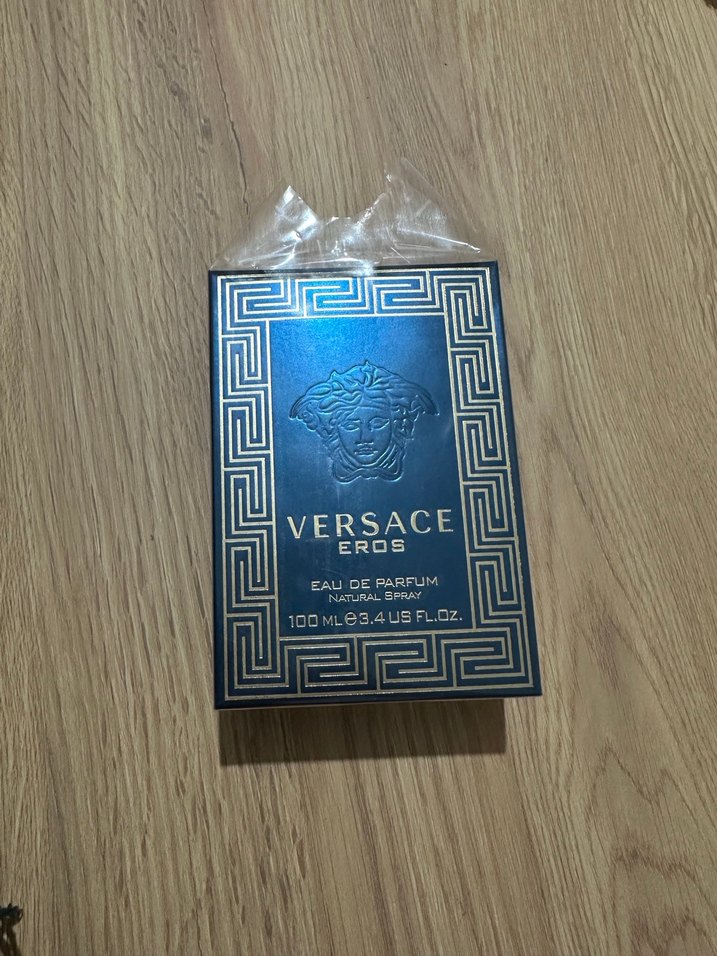 VERSACE
EROS
EAU DE PARFUM
NATURAL SPRAY
100 ML ℮ 3.4 US FL.OZ.